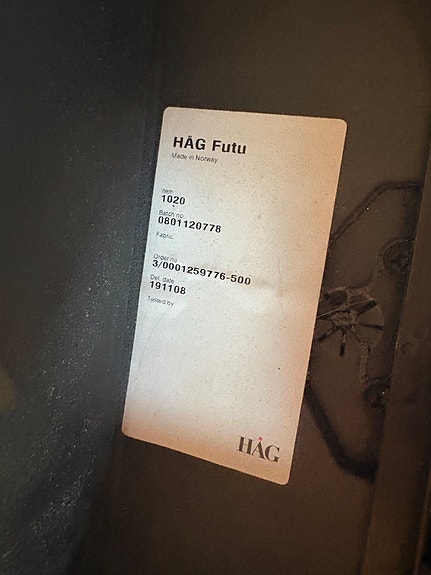 HÅG Futu
Made in Norway
Item
1020
Batch no.
0801120778
Fabric
Order no
3/0001259776-500
Del. date
191108
Tested by
HÅG